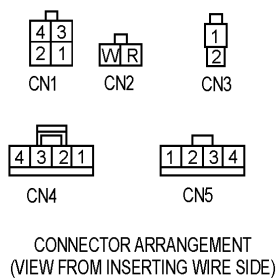 4 3
2 1
W R
1
2
CN1
CN2
CN3
4 3 2 1
1 2 3 4
CN4
CN5
CONNECTOR ARRANGEMENT
(VIEW FROM INSERTING WIRE SIDE)